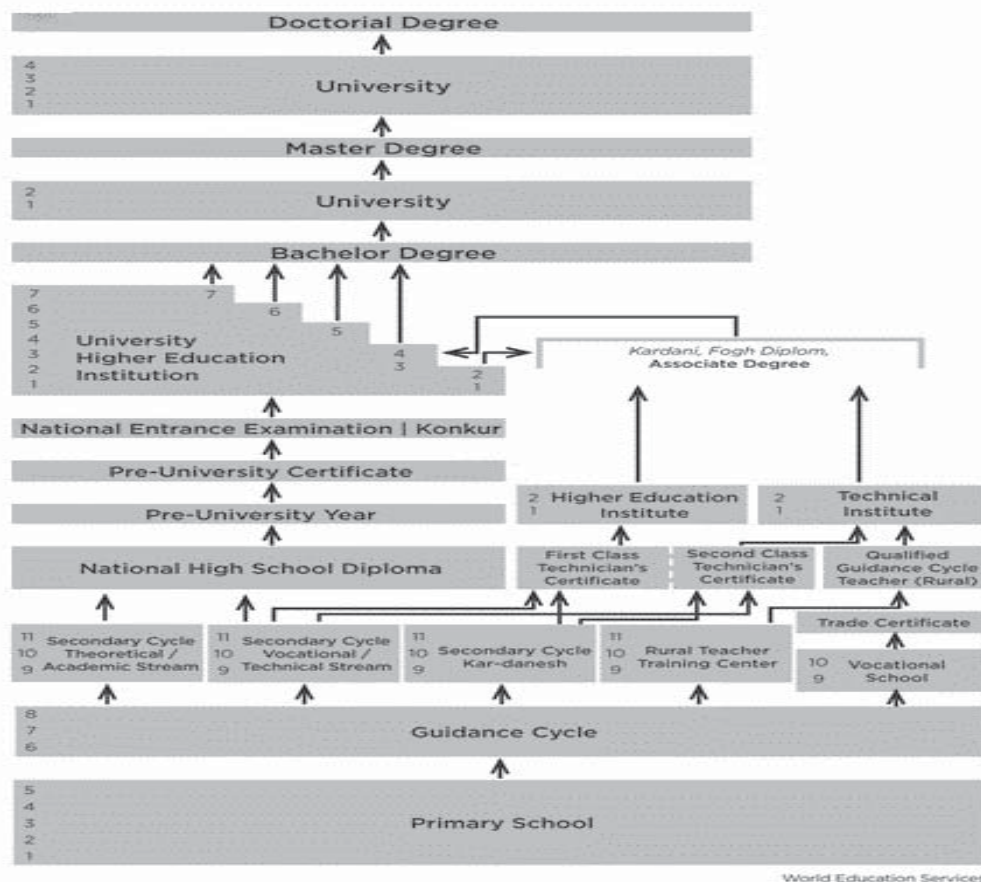 Doctorial Degree
4
3
2
1
University
Master Degree
2
1
University
Bachelor Degree
7
6
5
4
3
2
1
University
Higher Education
Institution
7
6
5
4
3
2
1
Kardani, Fogh Diplom,
Associate Degree
National Entrance Examination | Konkur
Pre-University Certificate
Pre-University Year
2
1
Higher Education
Institute
2
1
Technical
Institute
National High School Diploma
First Class
Technician's
Certificate
Second Class
Technician's
Certificate
Qualified
Guidance Cycle
Teacher (Rural)
11
10
9
Secondary Cycle
Theoretical /
Academic Stream
11
10
9
Secondary Cycle
Vocational /
Technical Stream
11
10
9
Secondary Cycle
Kar-danesh
11
10
9
Rural Teacher
Training Center
Trade Certificate
10
9
Vocational
School
8
7
6
Guidance Cycle
5
4
3
2
1
Primary School
World Education Services